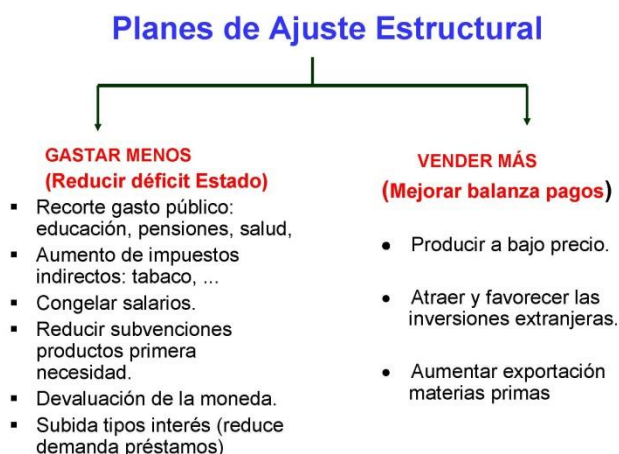 Planes de Ajuste Estructural
GASTAR MENOS
(Reducir déficit Estado)
▪ Recorte gasto público:
educación, pensiones, salud,
▪ Aumento de impuestos
indirectos: tabaco, ...
▪ Congelar salarios.
▪ Reducir subvenciones
productos primera
necesidad.
▪ Devaluación de la moneda.
▪ Subida tipos interés (reduce
demanda préstamos)
VENDER MÁS
(Mejorar balanza pagos)
• Producir a bajo precio.
• Atraer y favorecer las
inversiones extranjeras.
• Aumentar exportación
materias primas